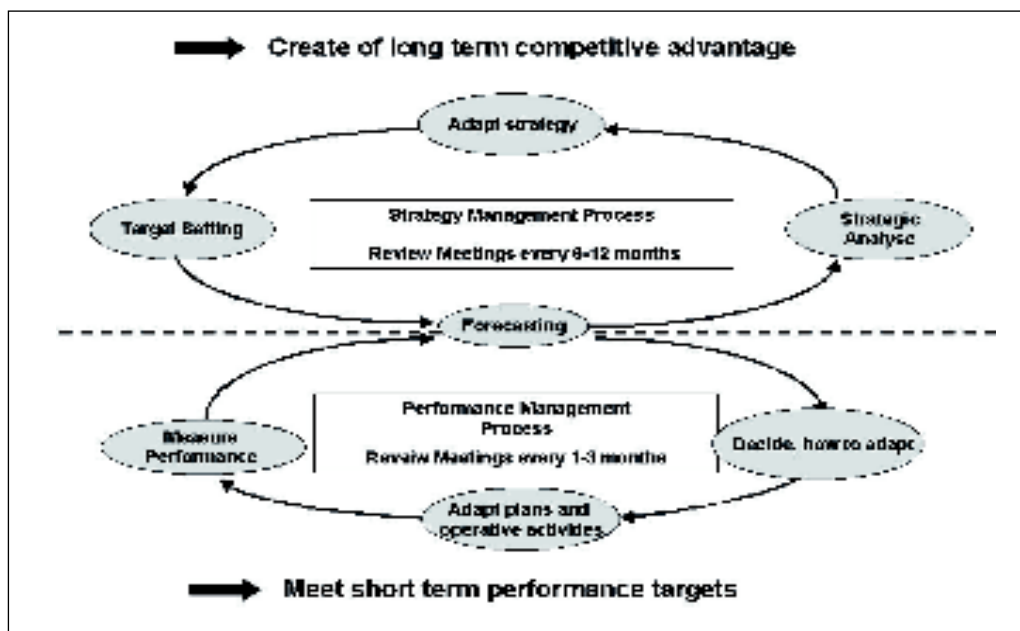 Create of long term competitive advantage
Adapt strategy
Target Setting
Strategy Management Process
Review Meetings every 6-12 months
Strategic
Analyse
Forecasting
Measure
Performance
Performance Management
Process
Review Meetings every 1-3 months
Decide, how to adapt
Adapt plans and
operative activities
Meet short term performance targets